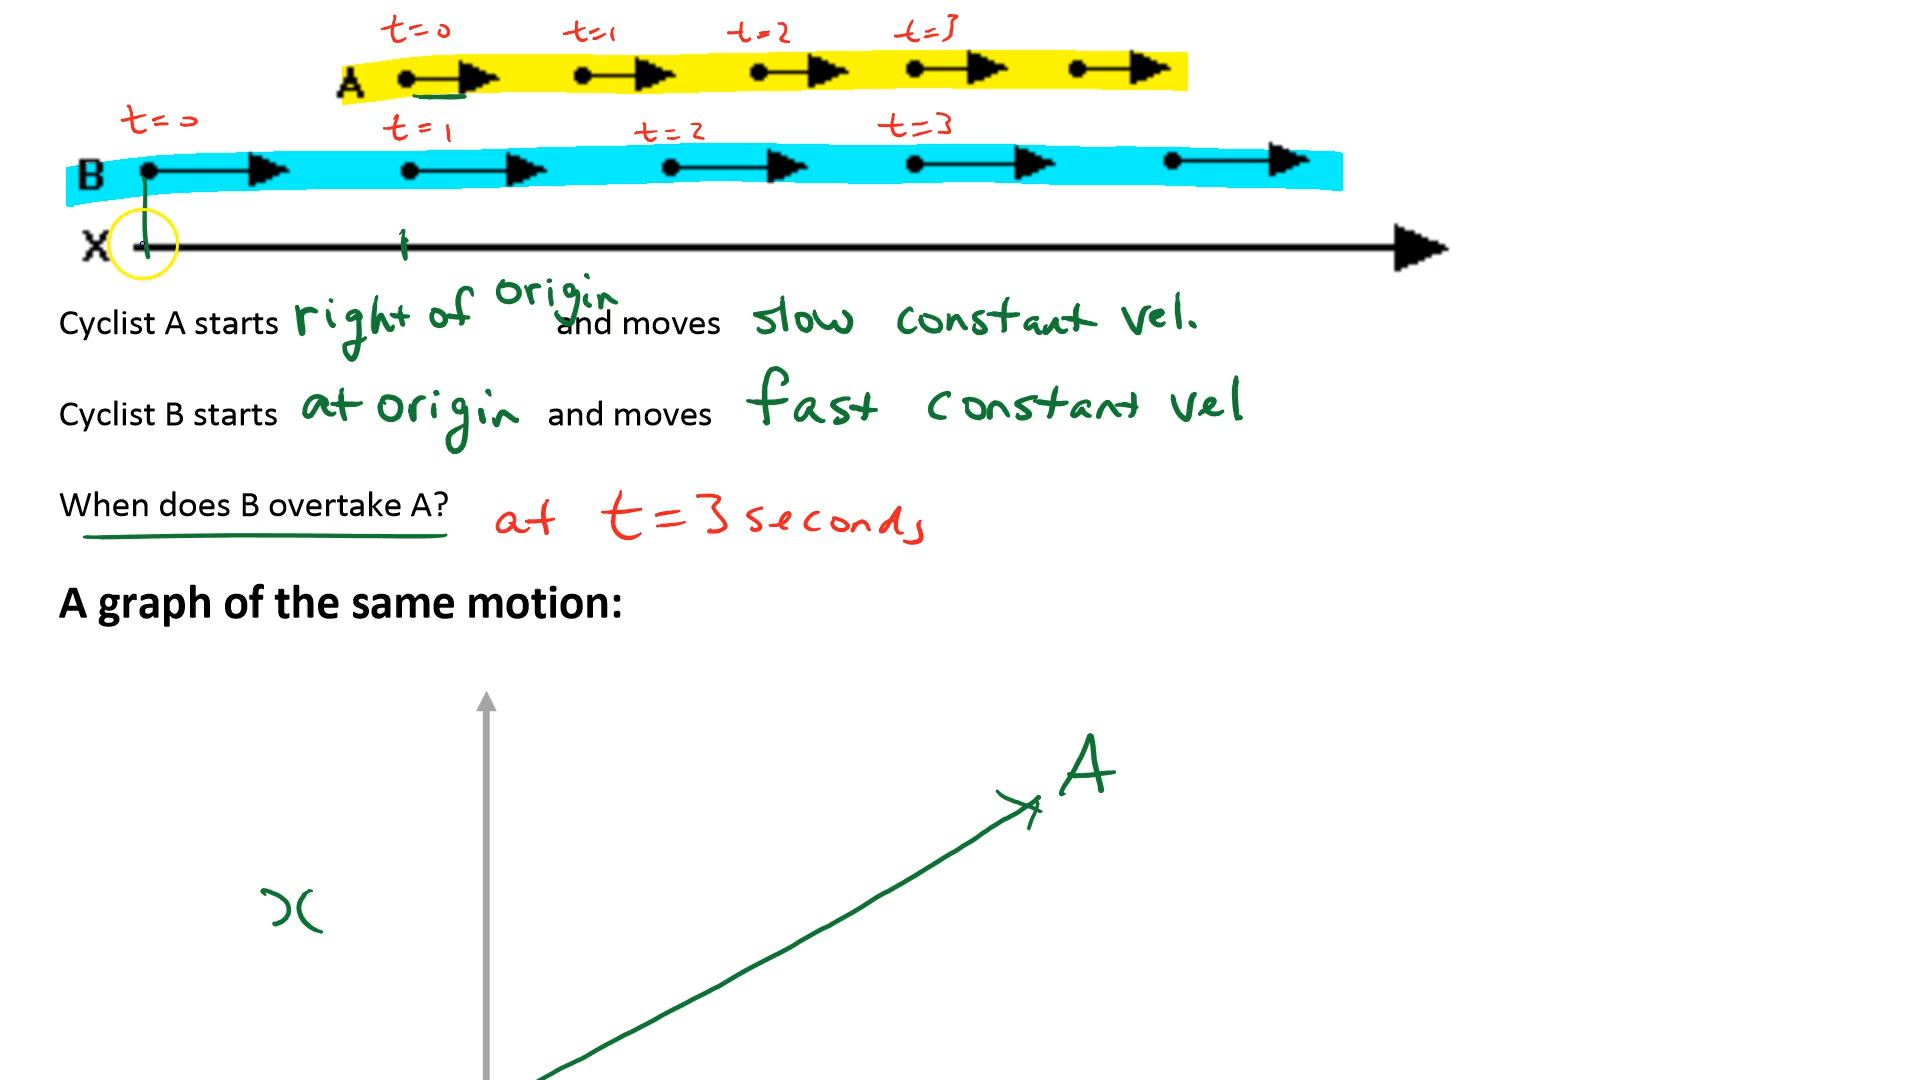 t=0 t=1 t=2 t=3
A
t=0 t=1 t=2 t=3
B
X
Cyclist A starts right of origin and moves slow constant vel.
Cyclist B starts at origin and moves fast constant vel
When does B overtake A? at t=3 seconds
A graph of the same motion:
A
x